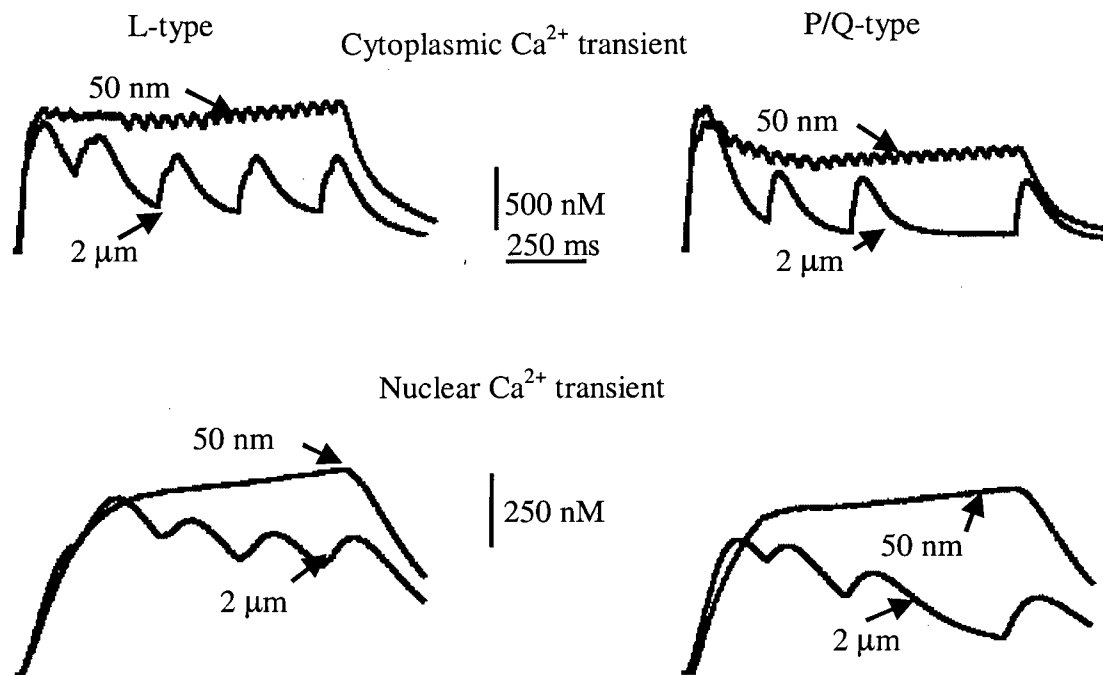 L-type
P/Q-type
Cytoplasmic Ca²⁺ transient
50 nm
50 nm
500 nM
250 ms
2 μm
2 μm
Nuclear Ca²⁺ transient
50 nm
250 nM
50 nm
2 μm
2 μm